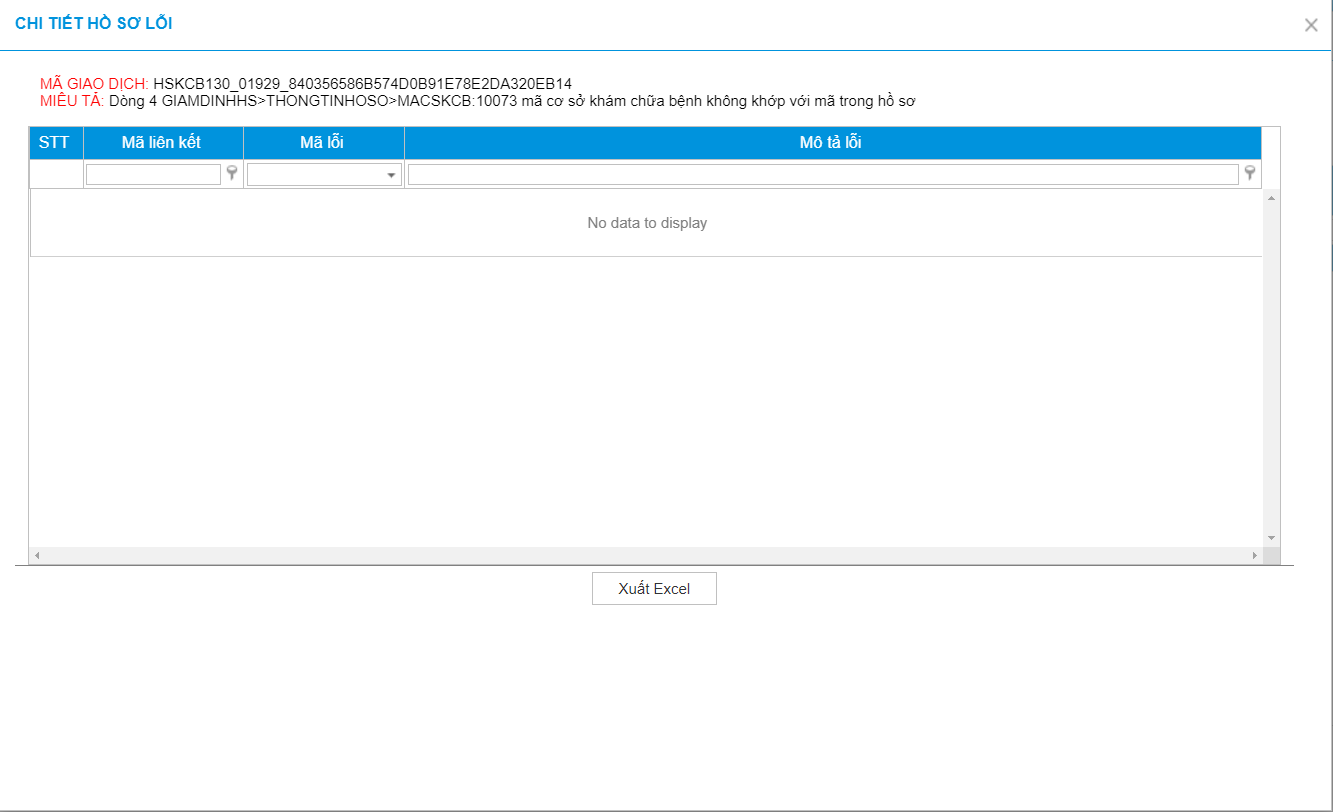 CHI TIẾT HỒ SƠ LỖI
MÃ GIAO DỊCH: HSKCB130_01929_840356586B574D0B91E78E2DA320EB14
MIÊU TẢ: Dòng 4 GIAMDINHHS>THONGTINHOSO>MACSKCB:10073 mã cơ sở khám chữa bệnh không khớp với mã trong hồ sơ
STT Mã liên kết Mã lỗi Mô tả lỗi
No data to display
Xuất Excel